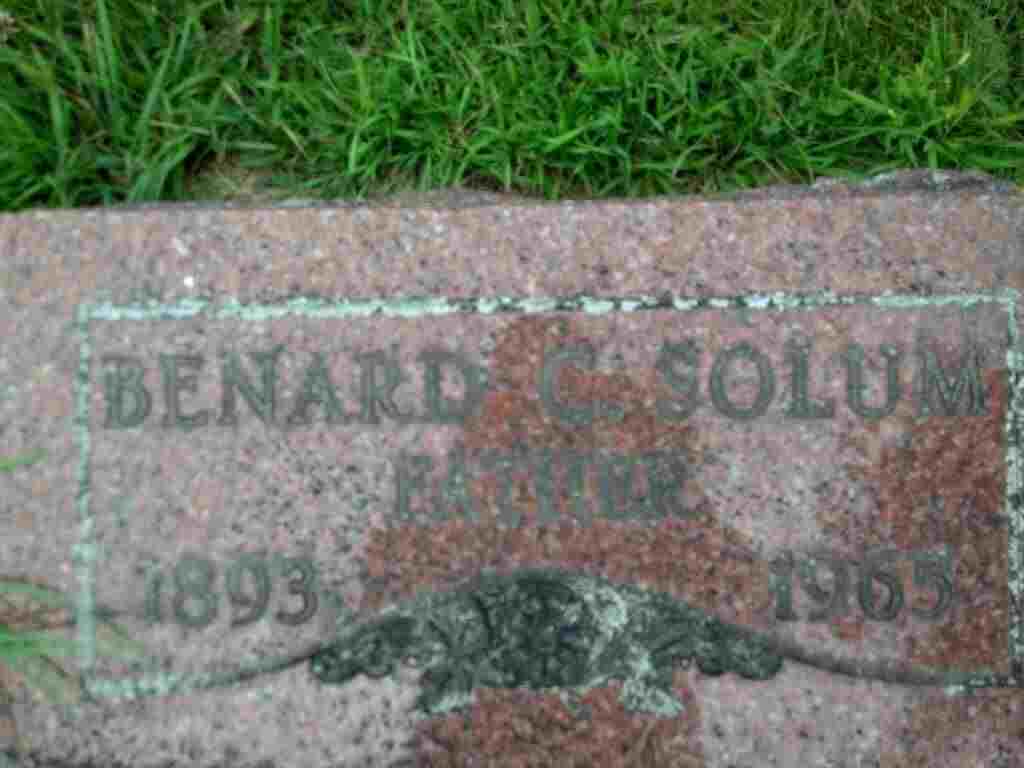 BENARD C. SOLUM
FATHER
1893 1965